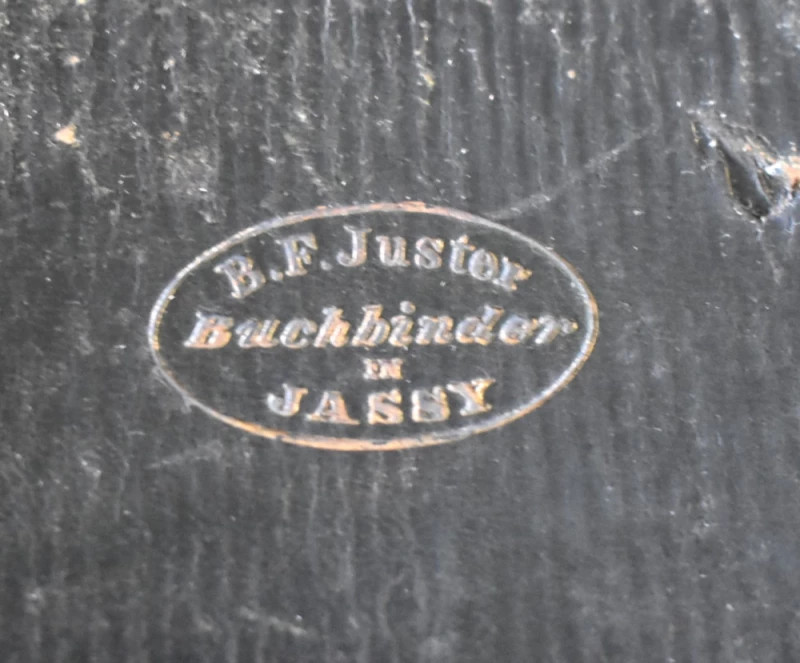 B.F. Juster
Buchbinder
IN
JASSY